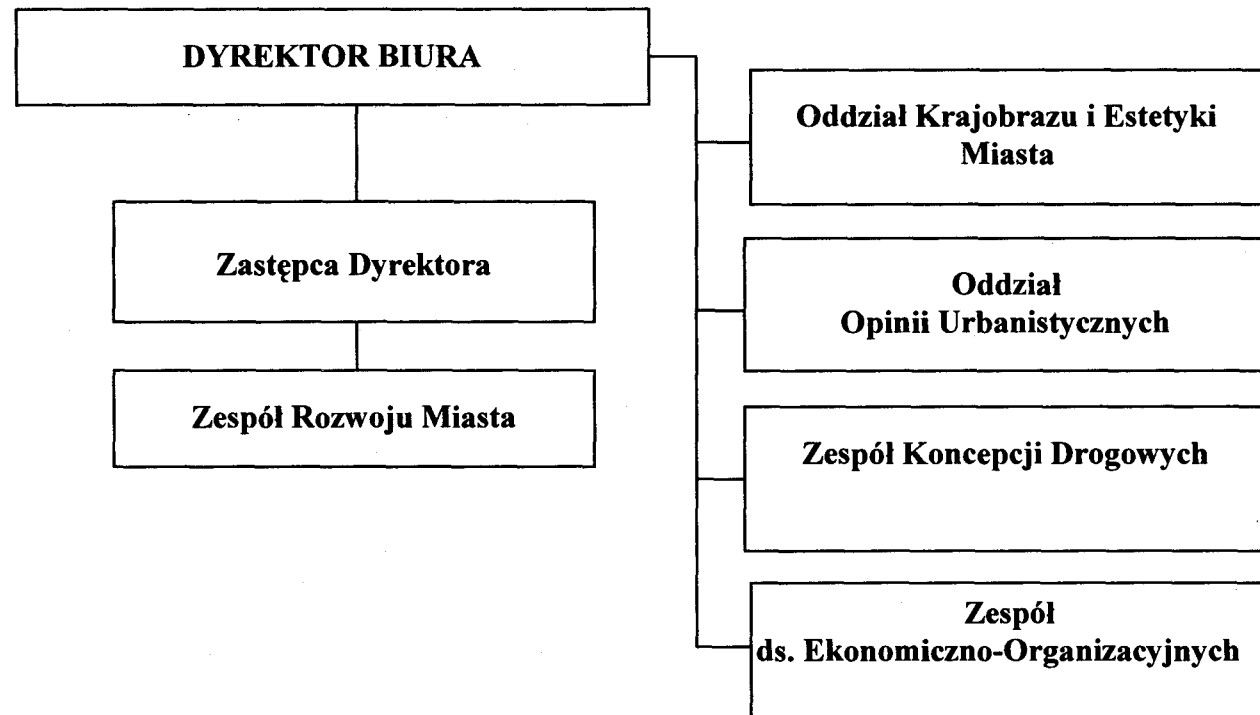 DYREKTOR BIURA
Zastępca Dyrektora
Zespół Rozwoju Miasta
Oddział Krajobrazu i Estetyki
Miasta
Oddział
Opinii Urbanistycznych
Zespół Koncepcji Drogowych
Zespół
ds. Ekonomiczno-Organizacyjnych